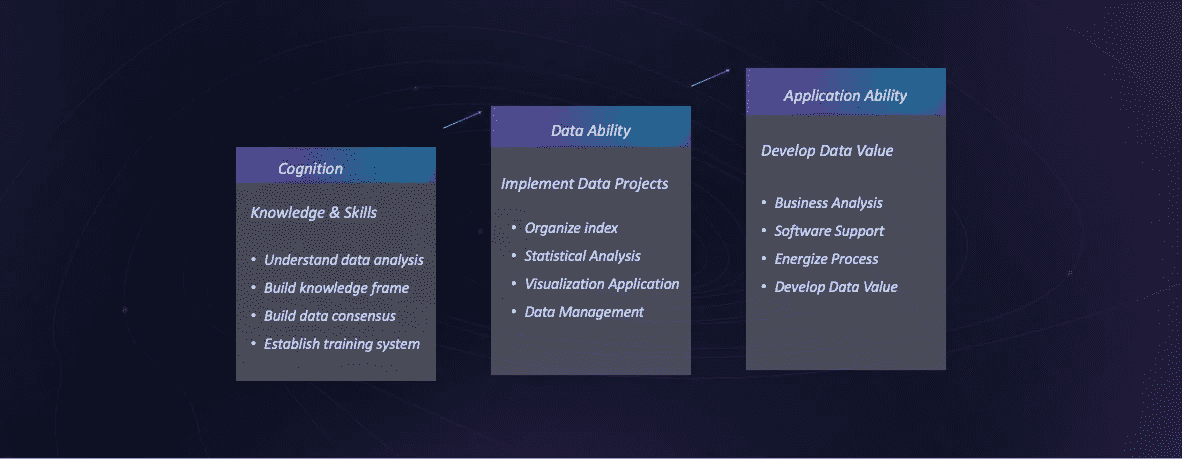 Cognition
Knowledge & Skills
• Understand data analysis
• Build knowledge frame
• Build data consensus
• Establish training system
Data Ability
Implement Data Projects
• Organize index
• Statistical Analysis
• Visualization Application
• Data Management
Application Ability
Develop Data Value
• Business Analysis
• Software Support
• Energize Process
• Develop Data Value